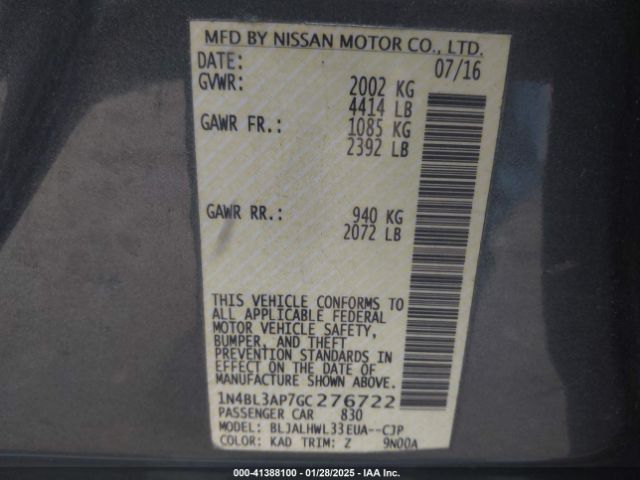 MFD BY NISSAN MOTOR CO., LTD.
DATE: 07/16
GVWR: 2002 KG
4414 LB
GAWR FR.: 1085 KG
2392 LB
GAWR RR.: 940 KG
2072 LB
THIS VEHICLE CONFORMS TO
ALL APPLICABLE FEDERAL
MOTOR VEHICLE SAFETY,
BUMPER, AND THEFT
PREVENTION STANDARDS IN
EFFECT ON THE DATE OF
MANUFACTURE SHOWN ABOVE.
1N4BL3AP7GC276722
PASSENGER CAR 830
MODEL: BLJALHWL33EUA--CJP
COLOR: KAD TRIM: Z 9N00A
000-41388100 - 01/28/2025 - IAA Inc.